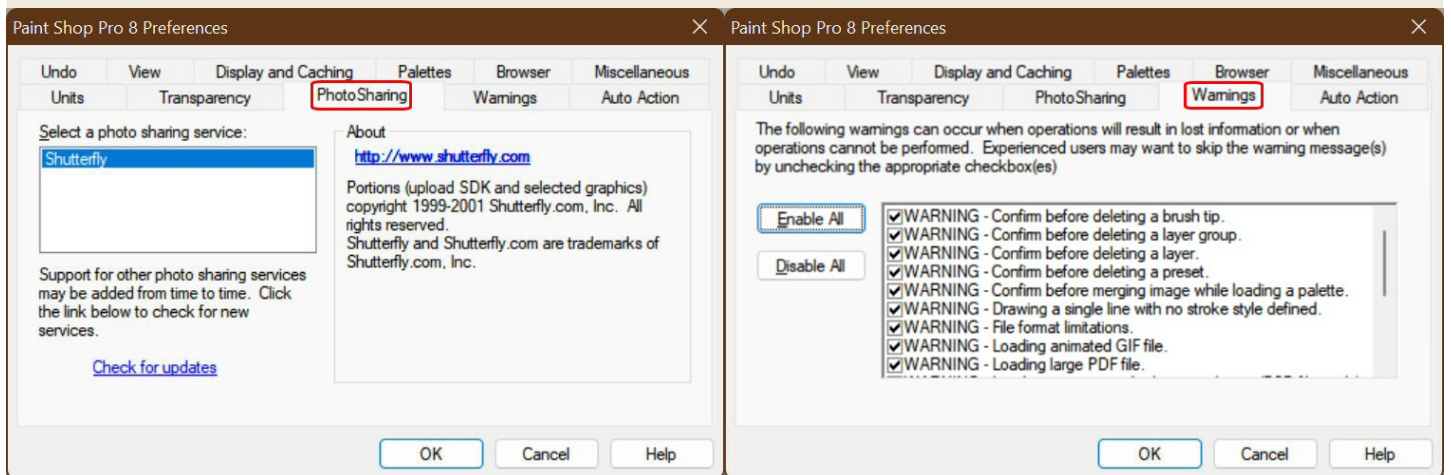 Paint Shop Pro 8 Preferences
Undo View Display and Caching Palettes Browser Miscellaneous
Units Transparency PhotoSharing Warnings Auto Action
Select a photo sharing service:
Shutterfly
Support for other photo sharing services
may be added from time to time. Click
the link below to check for new
services.
Check for updates
About
http://www.shutterfly.com
Portions (upload SDK and selected graphics)
copyright 1999-2001 Shutterfly.com, Inc. All
rights reserved.
Shutterfly and Shutterfly.com are trademarks of
Shutterfly.com, Inc.
OK Cancel Help
Paint Shop Pro 8 Preferences
Undo View Display and Caching Palettes Browser Miscellaneous
Units Transparency PhotoSharing Warnings Auto Action
The following warnings can occur when operations will result in lost information or when
operations cannot be performed. Experienced users may want to skip the warning message(s)
by unchecking the appropriate checkbox(es)
Enable All
Disable All
WARNING - Confirm before deleting a brush tip.
WARNING - Confirm before deleting a layer group.
WARNING - Confirm before deleting a layer.
WARNING - Confirm before deleting a preset.
WARNING - Confirm before merging image while loading a palette.
WARNING - Drawing a single line with no stroke style defined.
WARNING - File format limitations.
WARNING - Loading animated GIF file.
WARNING - Loading large PDF file.
OK Cancel Help